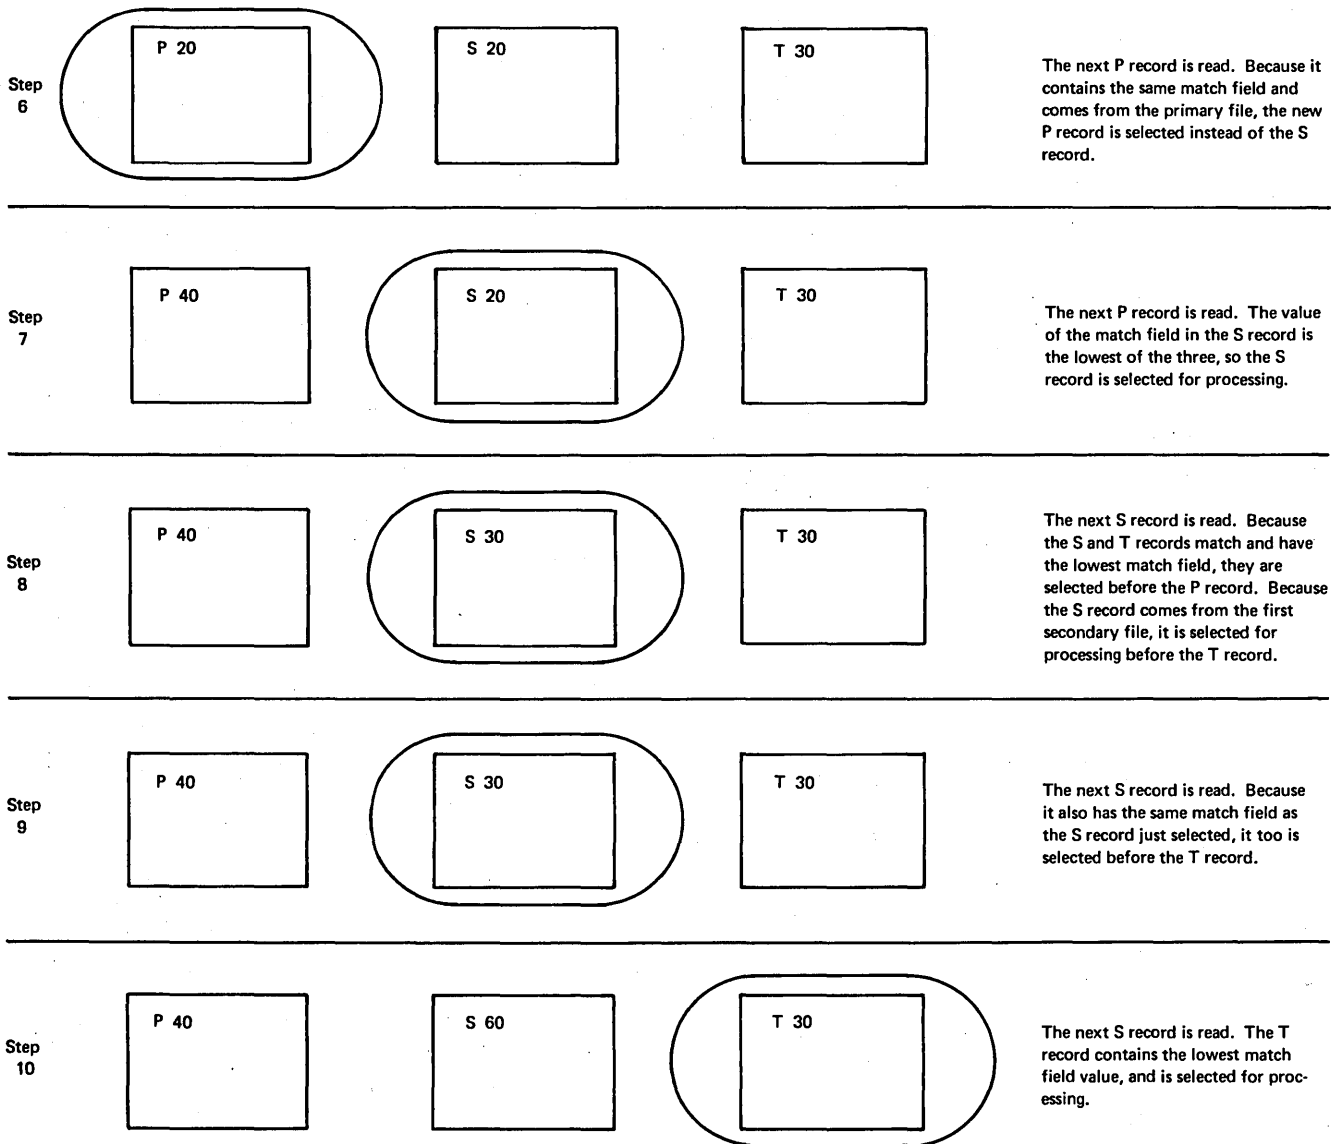 Step
6
P 20
S 20
T 30
The next P record is read. Because it
contains the same match field and
comes from the primary file, the new
P record is selected instead of the S
record.
Step
7
P 40
S 20
T 30
The next P record is read. The value
of the match field in the S record is
the lowest of the three, so the S
record is selected for processing.
Step
8
P 40
S 30
T 30
The next S record is read. Because
the S and T records match and have
the lowest match field, they are
selected before the P record. Because
the S record comes from the first
secondary file, it is selected for
processing before the T record.
Step
9
P 40
S 30
T 30
The next S record is read. Because
it also has the same match field as
the S record just selected, it too is
selected before the T record.
Step
10
P 40
S 60
T 30
The next S record is read. The T
record contains the lowest match
field value, and is selected for proc-
essing.